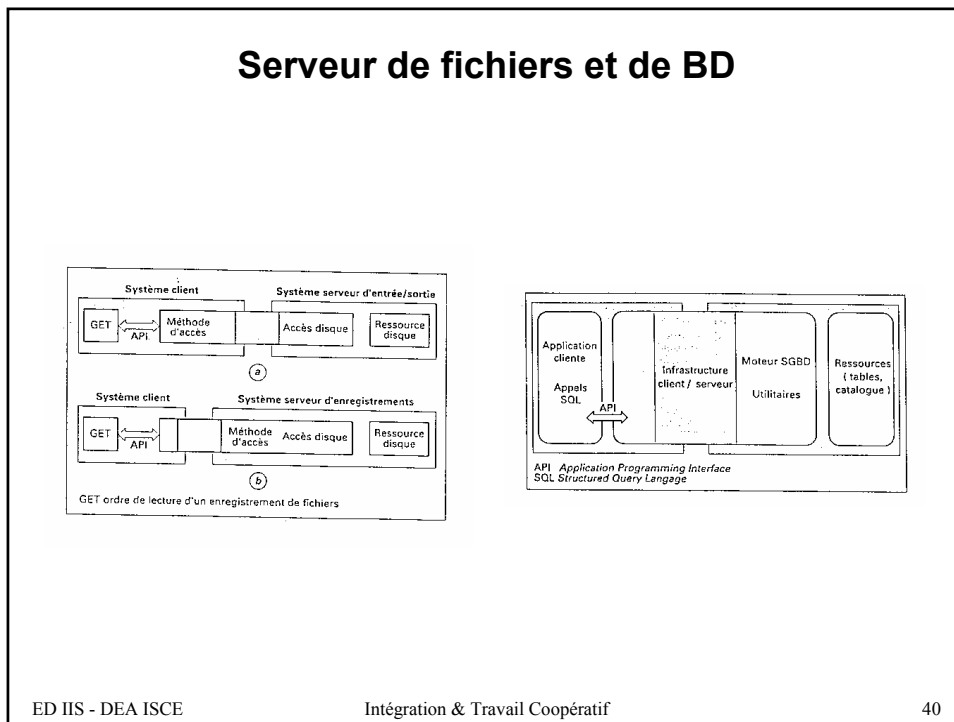 Serveur de fichiers et de BD
Système client
Système serveur d'entrée/sortie
GET
API
Méthode
d'accès
Accès disque
Ressource
disque
a
Système client
Système serveur d'enregistrements
GET
API
Méthode
d'accès
Accès disque
Ressource
disque
b
GET ordre de lecture d'un enregistrement de fichiers
Application
cliente
Appels
SQL
API
Infrastructure
client / serveur
Moteur SGBD
Utilitaires
Ressources
( tables,
catalogue )
API Application Programming Interface
SQL Structured Query Langage
ED IIS - DEA ISCE
Intégration & Travail Coopératif
40